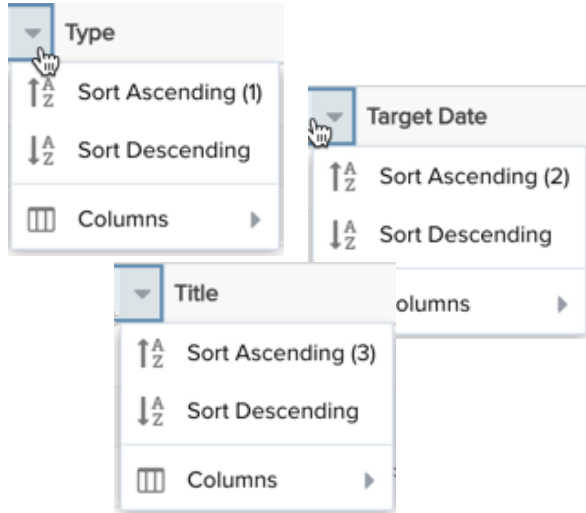 Type
Sort Ascending (1)
Sort Descending
Columns
Target Date
Sort Ascending (2)
Sort Descending
olumns
Title
Sort Ascending (3)
Sort Descending
Columns